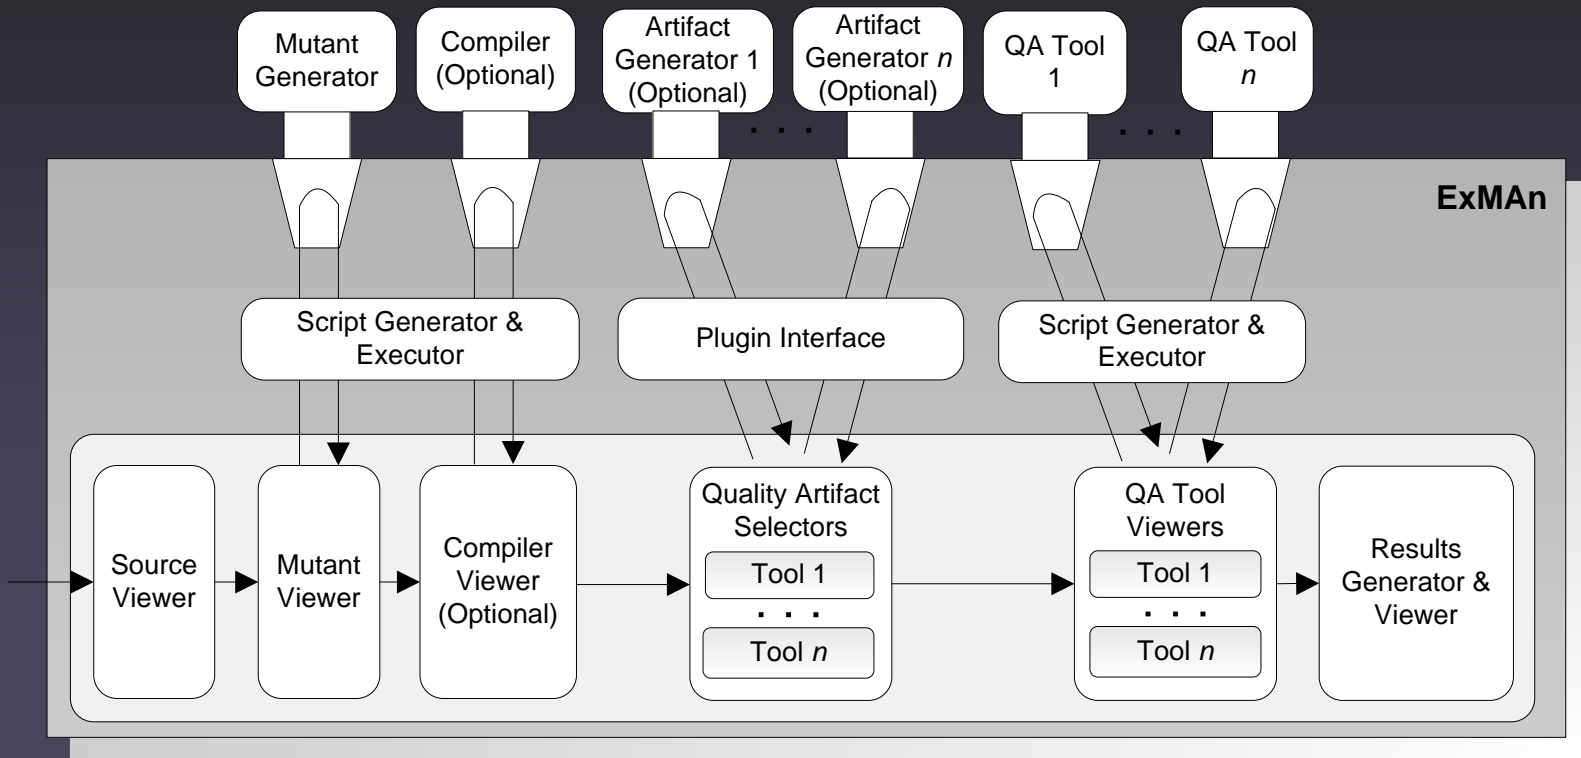 Mutant
Generator
Compiler
(Optional)
Artifact
Generator 1
(Optional)
Artifact
Generator n
(Optional)
QA Tool
1
QA Tool
n
. . .
. . .
ExMAn
Script Generator &
Executor
Plugin Interface
Script Generator &
Executor
Source
Viewer
Mutant
Viewer
Compiler
Viewer
(Optional)
Quality Artifact
Selectors
Tool 1
. . .
Tool n
QA Tool
Viewers
Tool 1
. . .
Tool n
Results
Generator &
Viewer